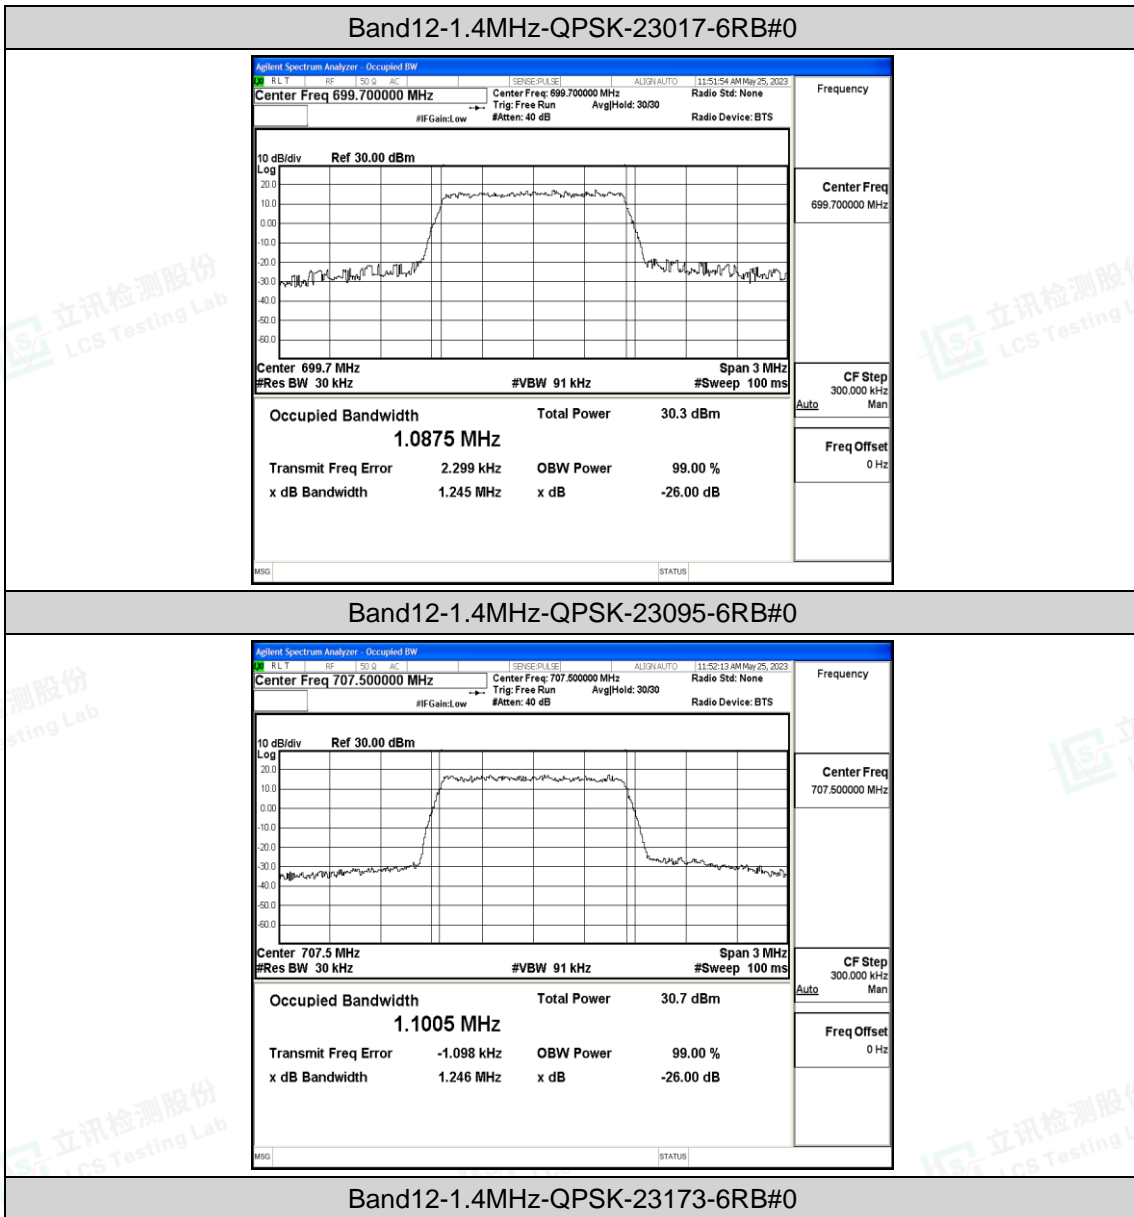 Band12-1.4MHz-QPSK-23017-6RB#0
Agilent Spectrum Analyzer - Occupied BW
RLT RF 50 Ω AC SENSE:PULSE ALIGN AUTO 11:51:54 AM May 25, 2023
Center Freq 699.700000 MHz
Center Freq: 699.700000 MHz Radio Std: None
Trig: Free Run Avg|Hold: 30/30
#IFGain:Low #Atten: 40 dB Radio Device: BTS
Frequency
10 dB/div Ref 30.00 dBm
Log
20.0
10.0
0.00
-10.0
-20.0
-30.0
-40.0
-50.0
-60.0
Center Freq
699.700000 MHz
Center 699.7 MHz Span 3 MHz
#Res BW 30 kHz #VBW 91 kHz #Sweep 100 ms
CF Step
300.000 kHz
Auto Man
Occupied Bandwidth Total Power 30.3 dBm
1.0875 MHz
Transmit Freq Error 2.299 kHz OBW Power 99.00 %
x dB Bandwidth 1.245 MHz x dB -26.00 dB
Freq Offset
0 Hz
MSG STATUS
Band12-1.4MHz-QPSK-23095-6RB#0
Agilent Spectrum Analyzer - Occupied BW
RLT RF 50 Ω AC SENSE:PULSE ALIGN AUTO 11:52:13 AM May 25, 2023
Center Freq 707.500000 MHz
Center Freq: 707.500000 MHz Radio Std: None
Trig: Free Run Avg|Hold: 30/30
#IFGain:Low #Atten: 40 dB Radio Device: BTS
Frequency
10 dB/div Ref 30.00 dBm
Log
20.0
10.0
0.00
-10.0
-20.0
-30.0
-40.0
-50.0
-60.0
Center Freq
707.500000 MHz
Center 707.5 MHz Span 3 MHz
#Res BW 30 kHz #VBW 91 kHz #Sweep 100 ms
CF Step
300.000 kHz
Auto Man
Occupied Bandwidth Total Power 30.7 dBm
1.1005 MHz
Transmit Freq Error -1.098 kHz OBW Power 99.00 %
x dB Bandwidth 1.246 MHz x dB -26.00 dB
Freq Offset
0 Hz
MSG STATUS
Band12-1.4MHz-QPSK-23173-6RB#0
立讯检测股份
LCS Testing Lab